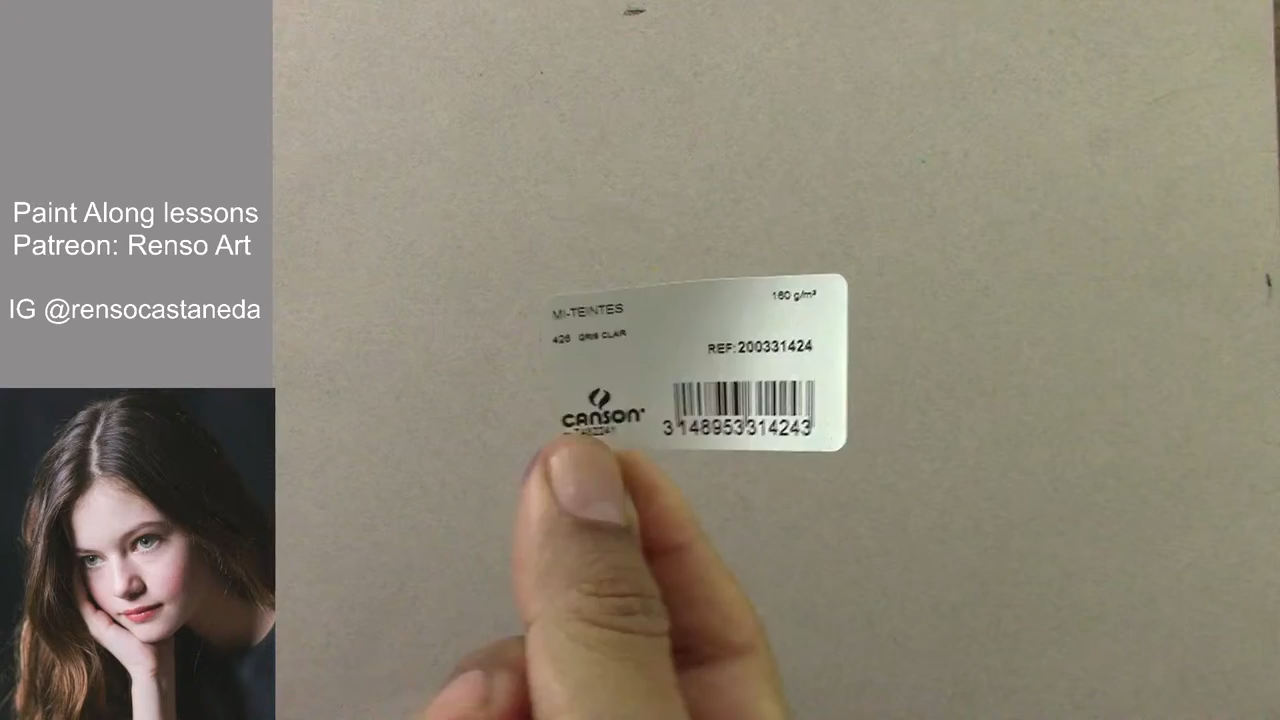 Paint Along lessons
Patreon: Renso Art
IG @rensocastaneda
MI-TEINTES
160 g/m²
426 GRIS CLAIR
REF:200331424
CANSON®
3 148953 314243